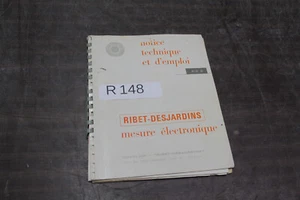 notice
technique
et d'emploi
R 148
RIBET-DESJARDINS
mesure électronique